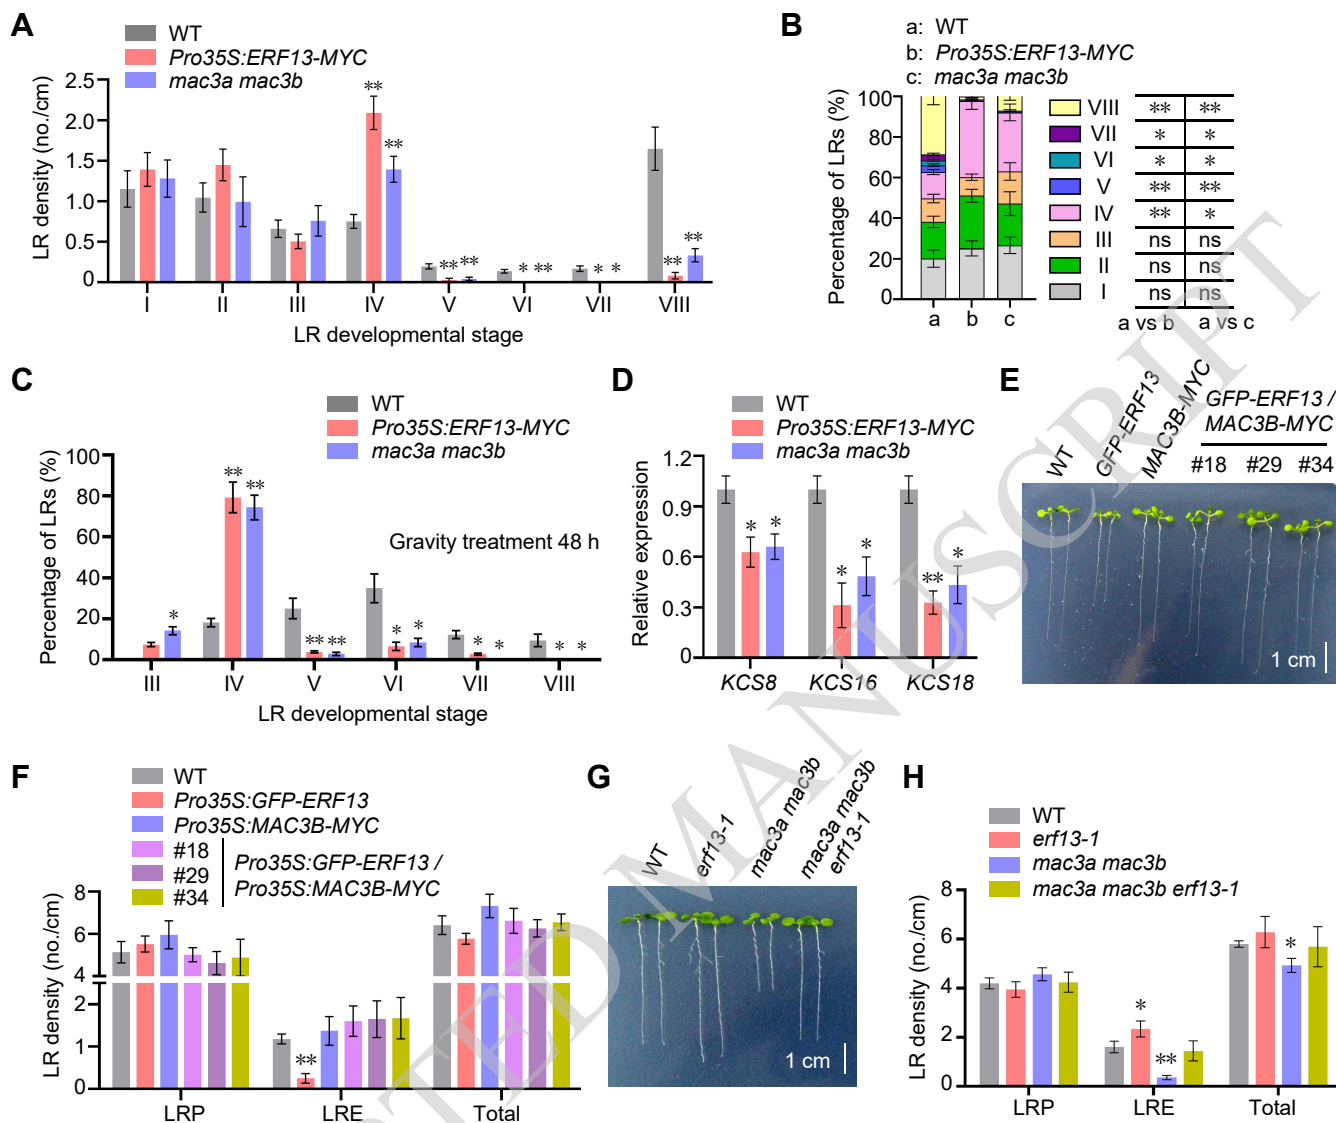 A
WT
Pro35S:ERF13-MYC
mac3a mac3b
LR density (no./cm)
2.5
2.0
1.5
1.0
0.5
0
** ** ** ** * ** * * ** **
I II III IV V VI VII VIII
LR developmental stage
B
a: WT
b: Pro35S:ERF13-MYC
c: mac3a mac3b
Percentage of LRs (%)
100
80
60
40
20
0
a b c
VIII ** **
VII * *
VI * *
V ** **
IV ** *
III ns ns
II ns ns
I ns ns
a vs b a vs c
C
WT
Pro35S:ERF13-MYC
mac3a mac3b
Percentage of LRs (%)
100
80
60
40
20
0
* ** ** ** ** * * * * * *
Gravity treatment 48 h
III IV V VI VII VIII
LR developmental stage
D
WT
Pro35S:ERF13-MYC
mac3a mac3b
Relative expression
1.2
0.9
0.6
0.3
0
* * * * ** *
KCS8 KCS16 KCS18
E
WT
GFP-ERF13
MAC3B-MYC
GFP-ERF13 /
MAC3B-MYC
#18 #29 #34
1 cm
F
WT
Pro35S:GFP-ERF13
Pro35S:MAC3B-MYC
#18
#29
#34
Pro35S:GFP-ERF13 /
Pro35S:MAC3B-MYC
LR density (no./cm)
8
6
4
2
1
0
**
LRP LRE Total
G
WT
erf13-1
mac3a mac3b
mac3a mac3b
erf13-1
1 cm
H
WT
erf13-1
mac3a mac3b
mac3a mac3b erf13-1
LR density (no./cm)
8
6
4
2
0
* ** *
LRP LRE Total
TED MANUSCRIPT